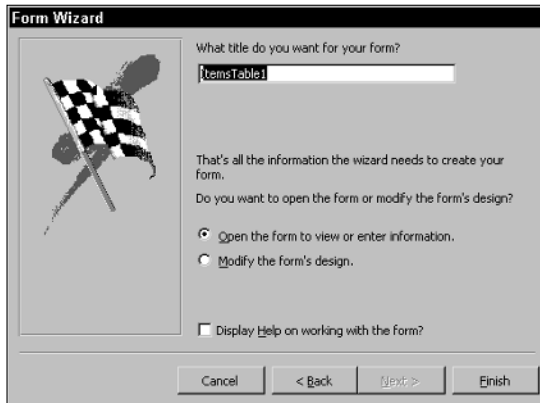 Form Wizard
What title do you want for your form?
ItemsTable1
That's all the information the wizard needs to create your
form.
Do you want to open the form or modify the form's design?
Open the form to view or enter information.
Modify the form's design.
Display Help on working with the form?
Cancel < Back Next > Finish